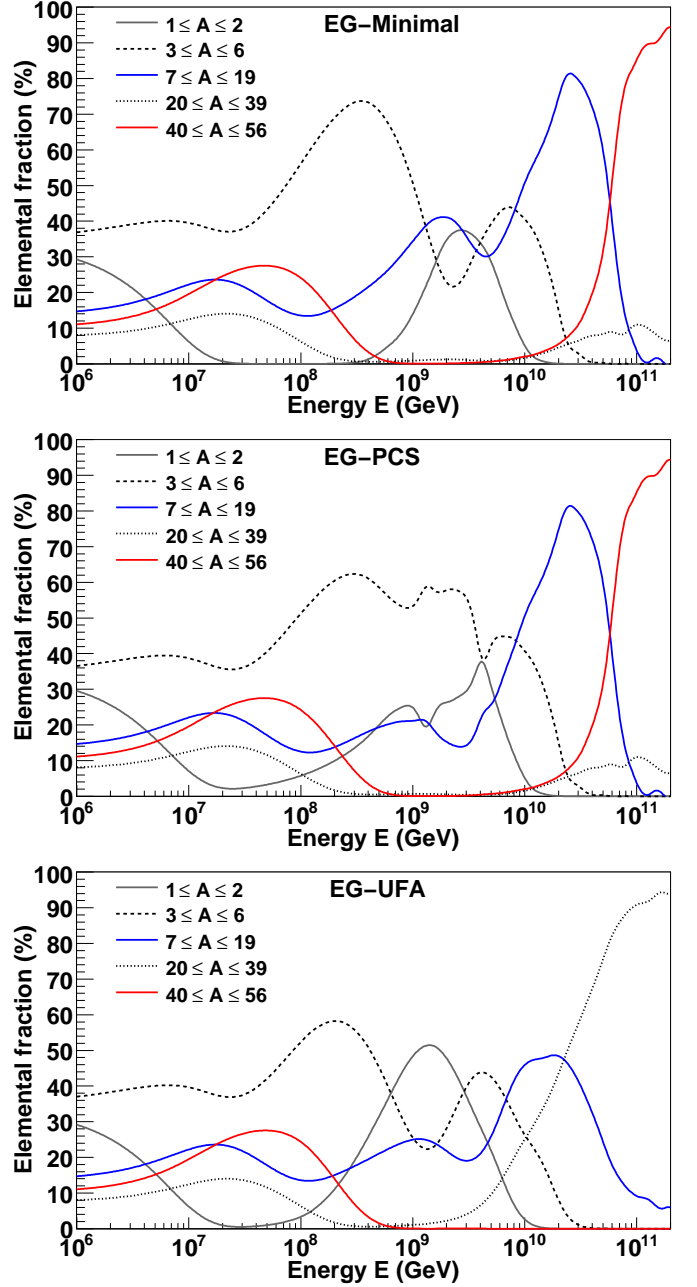 EG−Minimal
Elemental fraction (%)
100
90
80
70
60
50
40
30
20
10
0
1 ≤ A ≤ 2
3 ≤ A ≤ 6
7 ≤ A ≤ 19
20 ≤ A ≤ 39
40 ≤ A ≤ 56
10^6 10^7 10^8 10^9 10^10 10^11
Energy E (GeV)
EG−PCS
Elemental fraction (%)
100
90
80
70
60
50
40
30
20
10
0
1 ≤ A ≤ 2
3 ≤ A ≤ 6
7 ≤ A ≤ 19
20 ≤ A ≤ 39
40 ≤ A ≤ 56
10^6 10^7 10^8 10^9 10^10 10^11
Energy E (GeV)
EG−UFA
Elemental fraction (%)
100
90
80
70
60
50
40
30
20
10
0
1 ≤ A ≤ 2
3 ≤ A ≤ 6
7 ≤ A ≤ 19
20 ≤ A ≤ 39
40 ≤ A ≤ 56
10^6 10^7 10^8 10^9 10^10 10^11
Energy E (GeV)